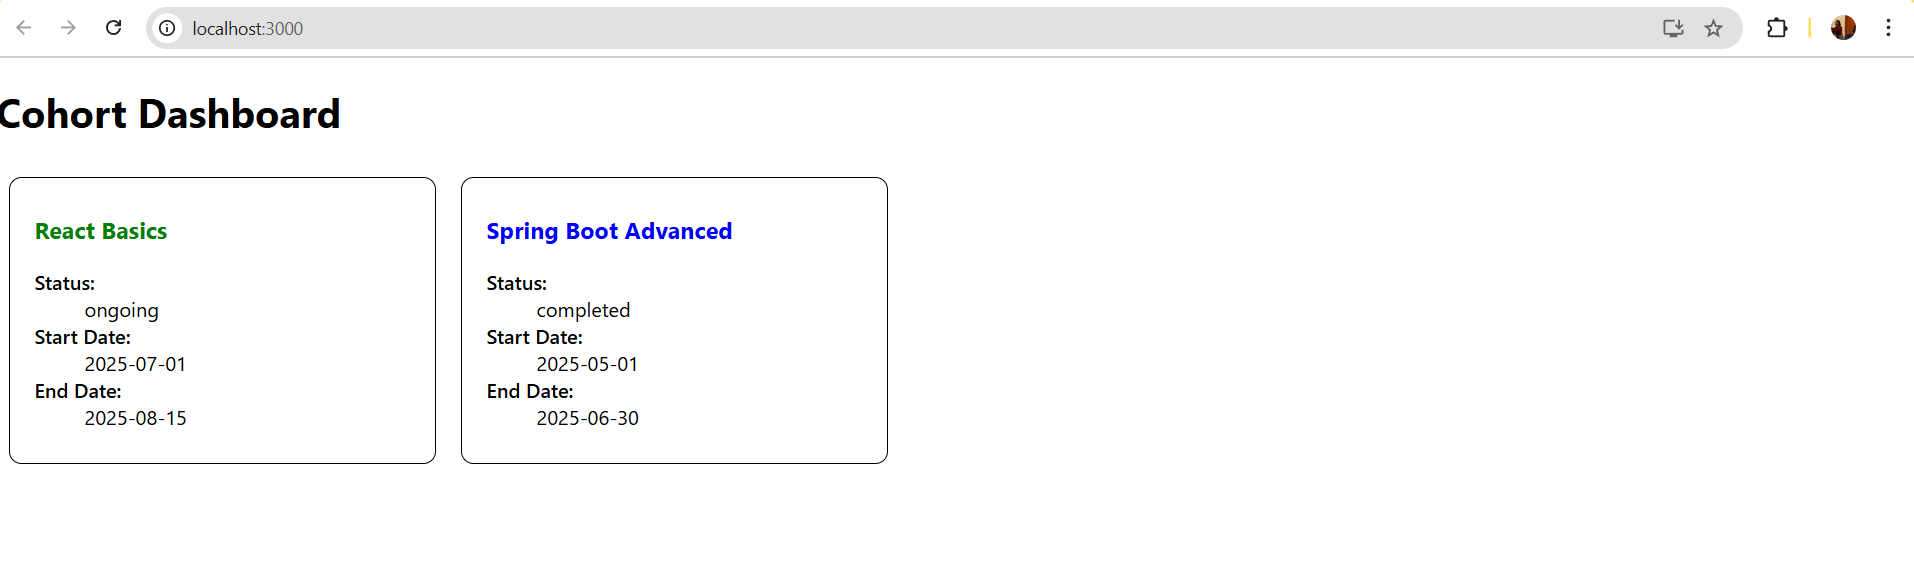 localhost:3000
Cohort Dashboard
React Basics
Status:
ongoing
Start Date:
2025-07-01
End Date:
2025-08-15
Spring Boot Advanced
Status:
completed
Start Date:
2025-05-01
End Date:
2025-06-30